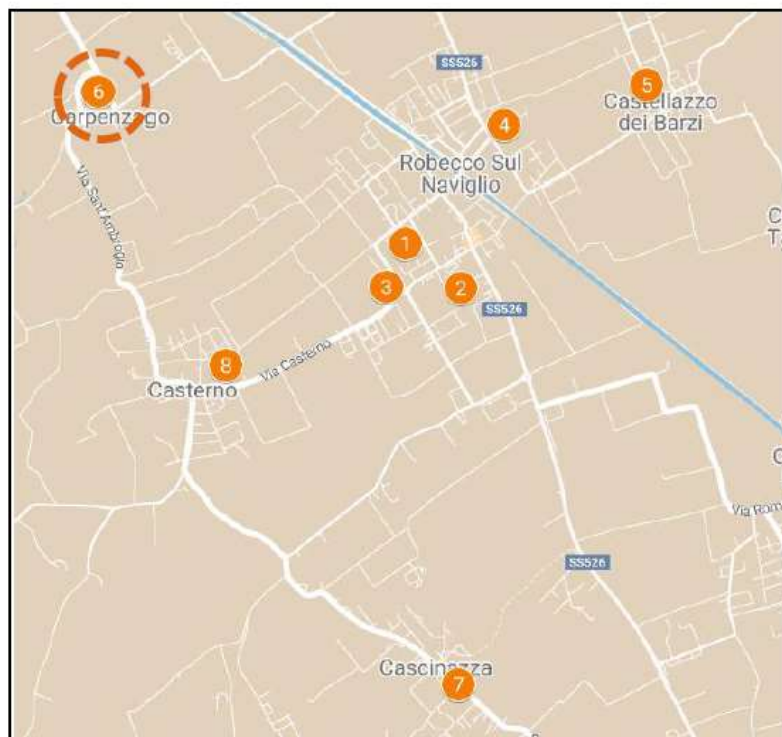 SS526
5
6
Castellazzo
dei Barzi
Carpenzago
4
Robecco Sul
Naviglio
Via Sant'Ambrogio
1
3
2
SS526
8
Via Casterno
Casterno
Via Rom
SS526
Cascinazza
7